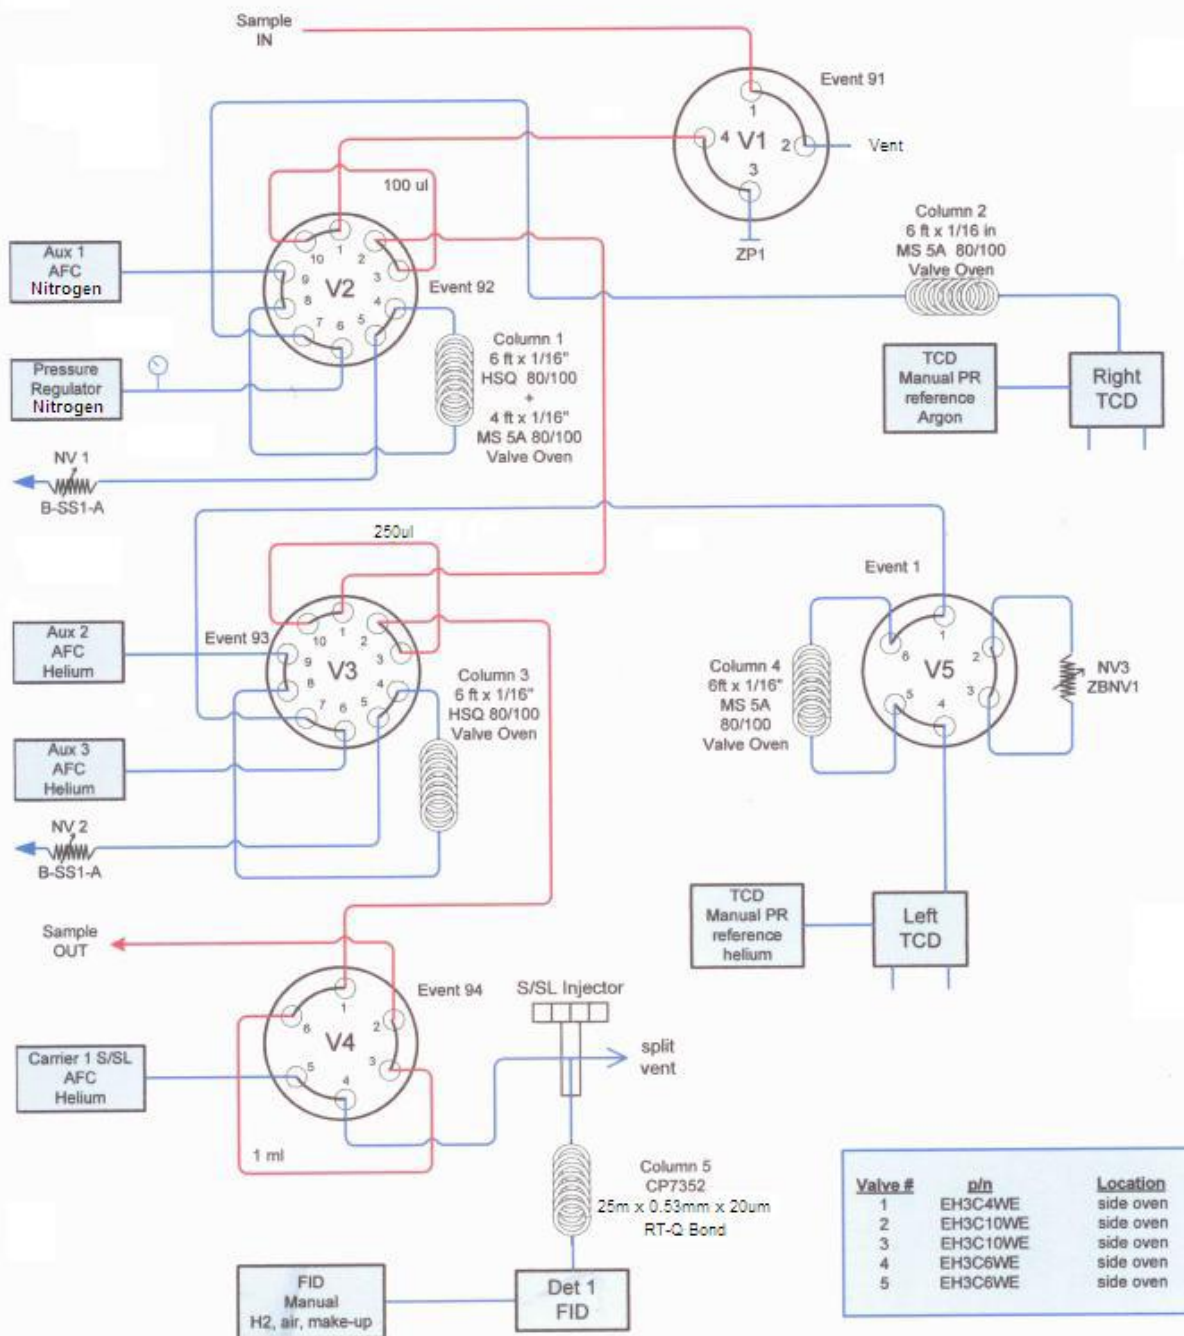 Sample
IN
Event 91
1
4
V1
2
Vent
3
ZP1
100 ul
Column 2
6 ft x 1/16 in
MS 5A 80/100
Valve Oven
Aux 1
AFC
Nitrogen
10
1
2
9
3
V2
Event 92
8
4
7
6
5
Column 1
6 ft x 1/16"
HSQ 80/100
+
4 ft x 1/16"
MS 5A 80/100
Valve Oven
Pressure
Regulator
Nitrogen
TCD
Manual PR
reference
Argon
Right
TCD
NV 1
B-SS1-A
250ul
Event 1
Aux 2
AFC
Helium
Event 93
10
1
2
9
3
V3
8
4
7
6
5
Column 3
6 ft x 1/16"
HSQ 80/100
Valve Oven
Column 4
6ft x 1/16"
MS 5A
80/100
Valve Oven
1
6
2
V5
5
3
4
NV3
ZBNV1
Aux 3
AFC
Helium
NV 2
B-SS1-A
TCD
Manual PR
reference
helium
Left
TCD
Sample
OUT
Event 94
S/SL Injector
1
6
2
V4
5
3
4
split
vent
Carrier 1 S/SL
AFC
Helium
1 ml
Column 5
CP7352
25m x 0.53mm x 20um
RT-Q Bond
FID
Manual
H2, air, make-up
Det 1
FID
Valve # p/n Location
1 EH3C4WE side oven
2 EH3C10WE side oven
3 EH3C10WE side oven
4 EH3C6WE side oven
5 EH3C6WE side oven